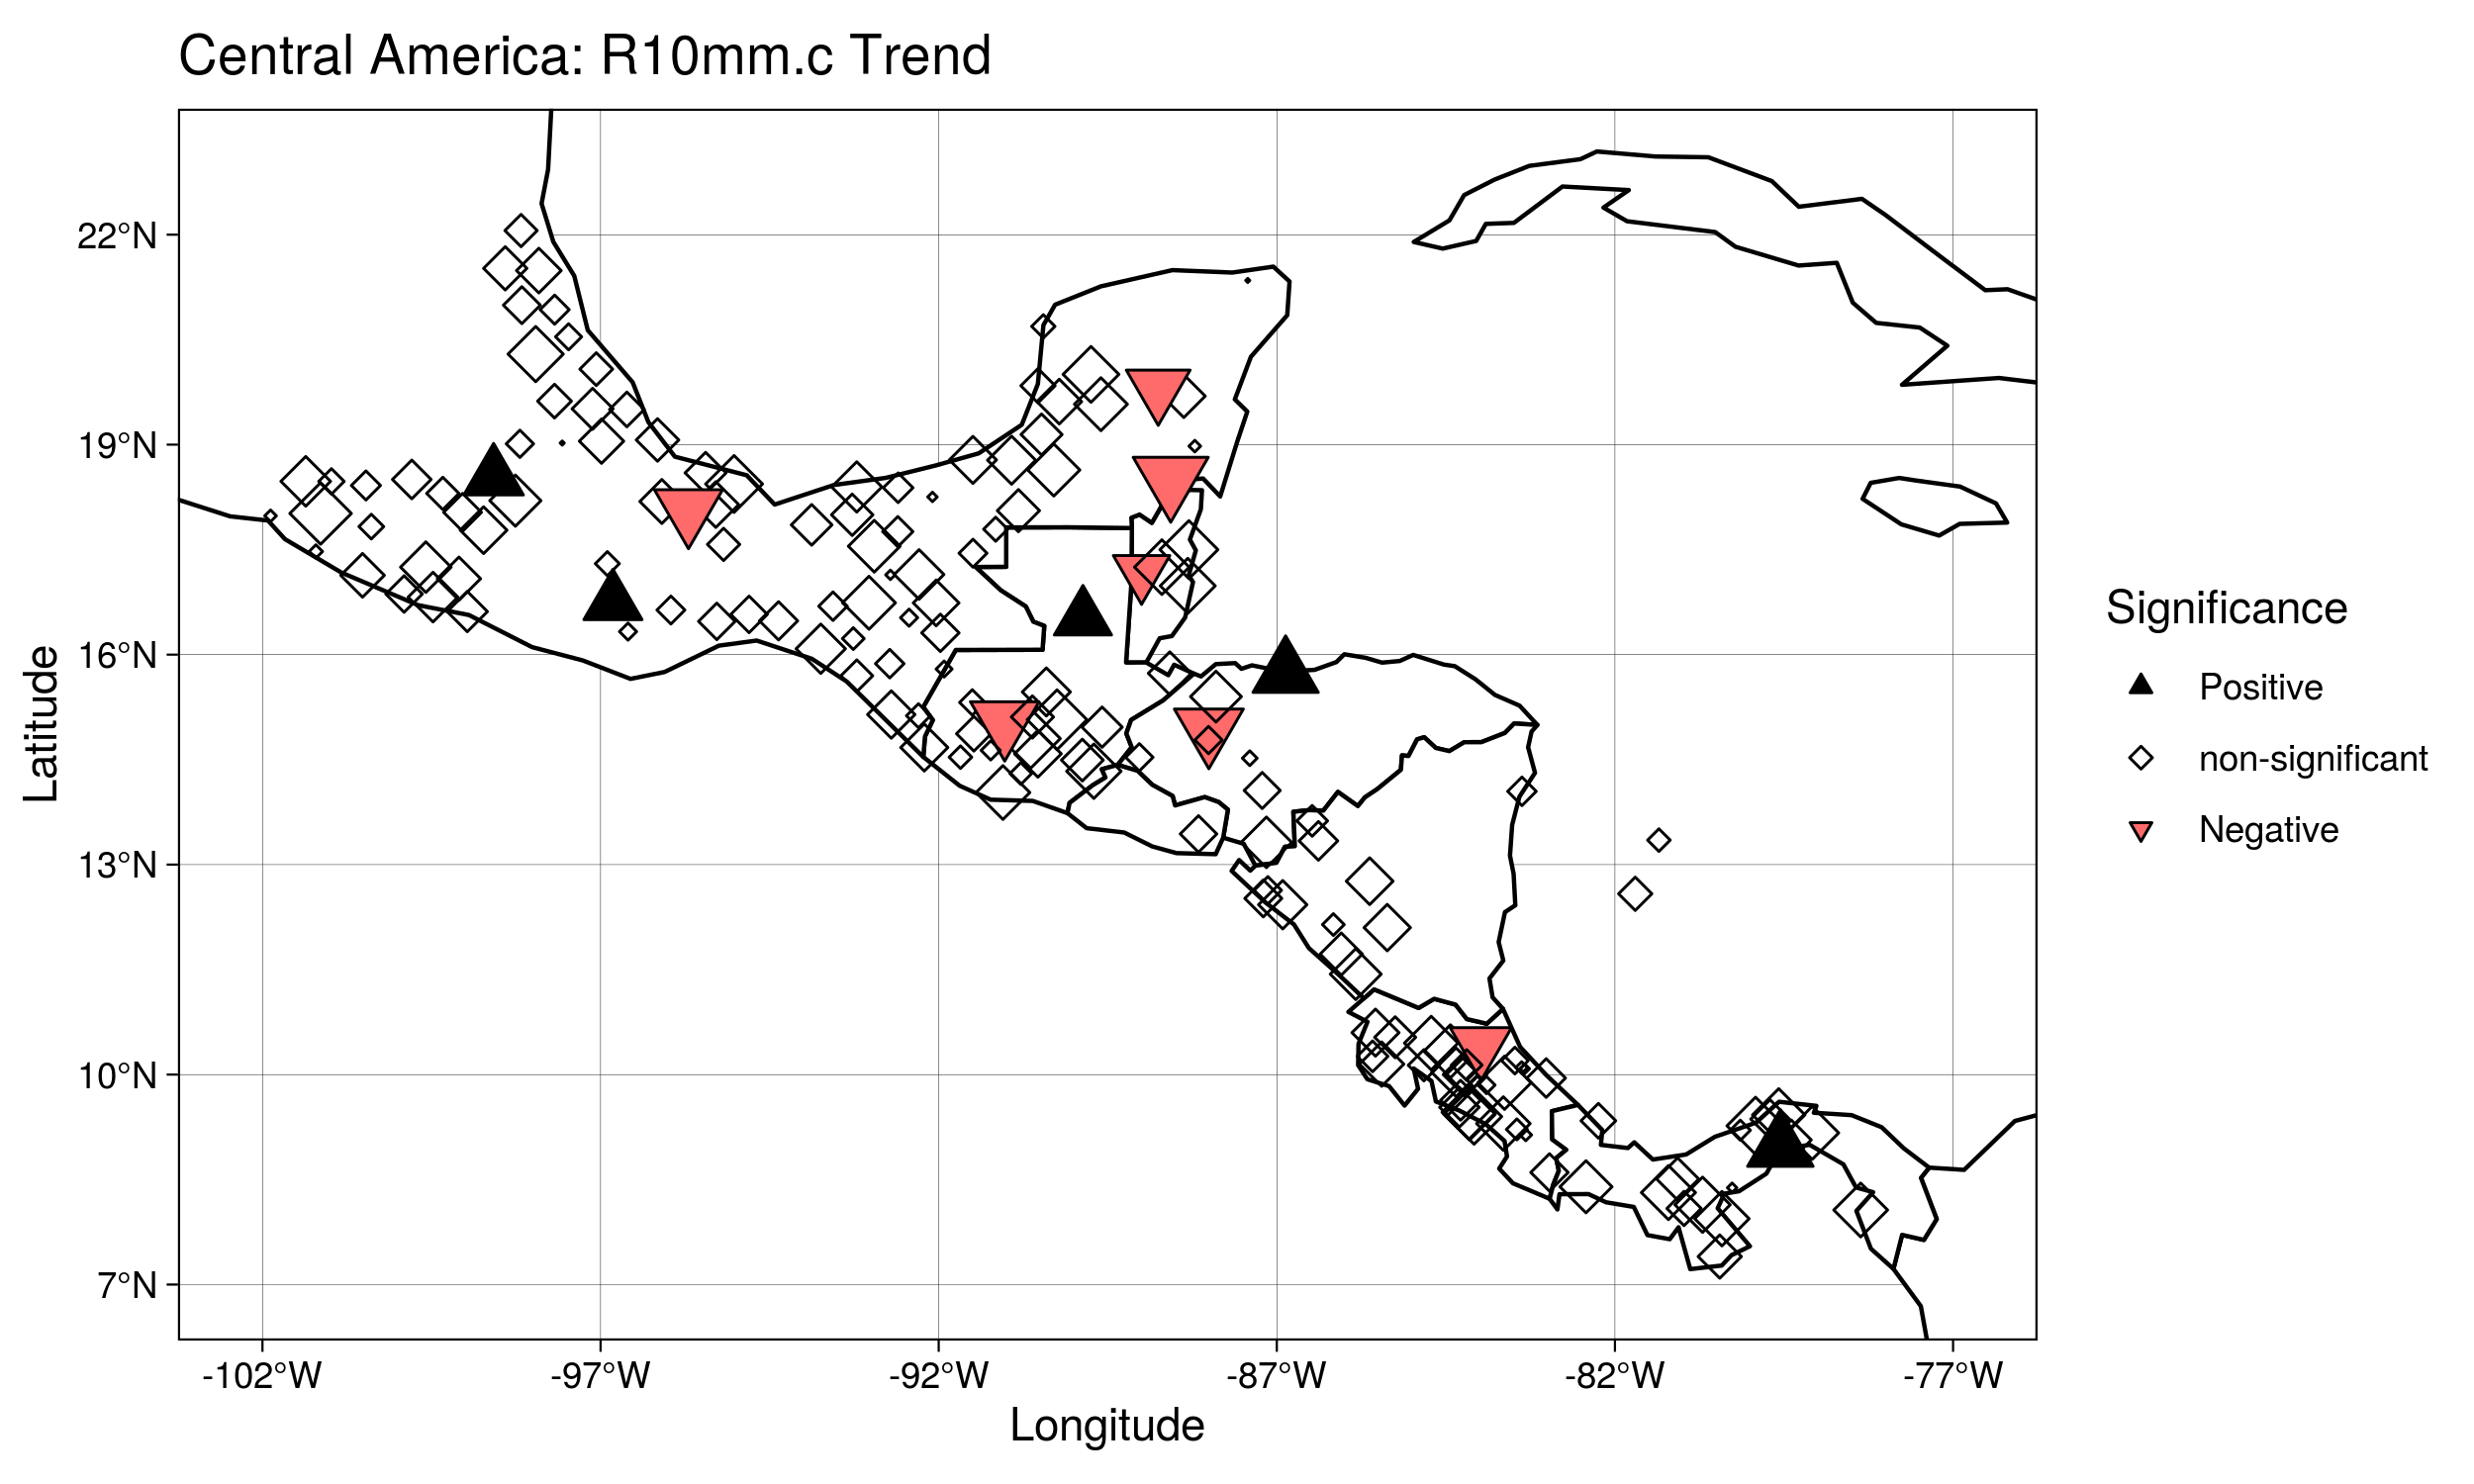 Central America: R10mm.c Trend
22°N
19°N
16°N
13°N
10°N
7°N
Latitude
-102°W
-97°W
-92°W
-87°W
-82°W
-77°W
Longitude
Significance
Positive
non-significant
Negative